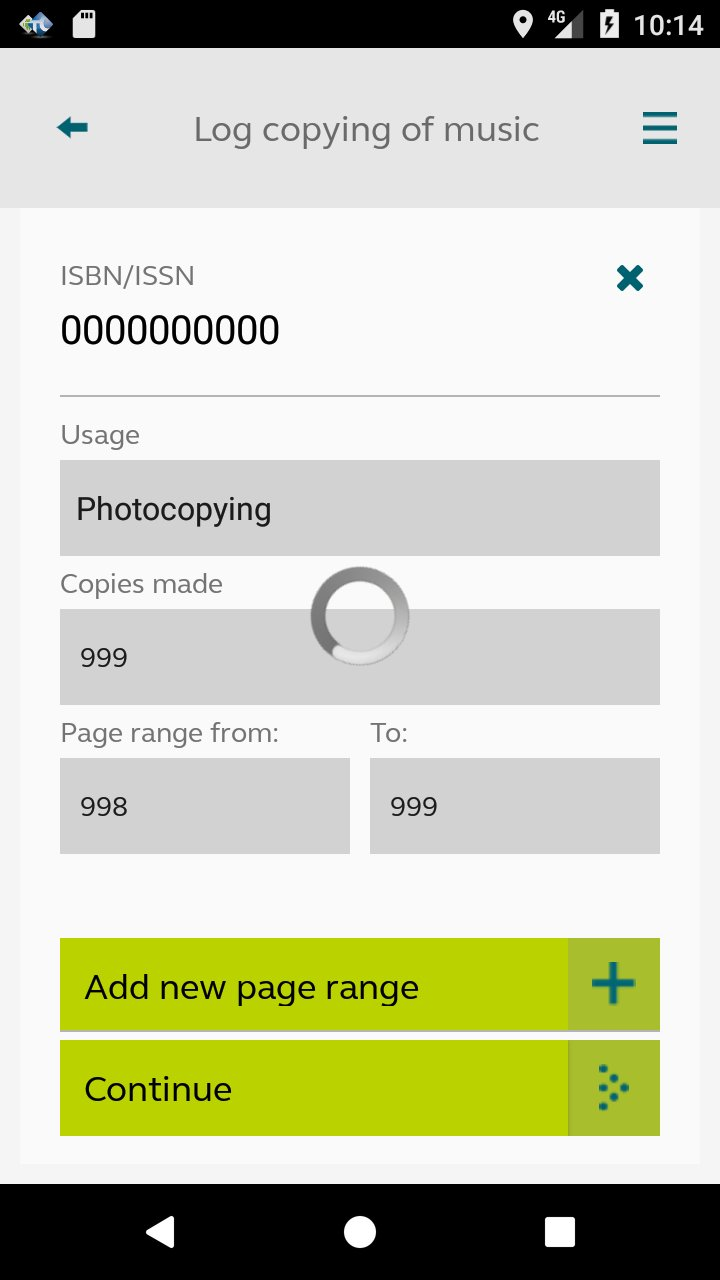 4G 10:14
Log copying of music
ISBN/ISSN
0000000000
Usage
Photocopying
Copies made
999
Page range from: To:
998 999
Add new page range
Continue